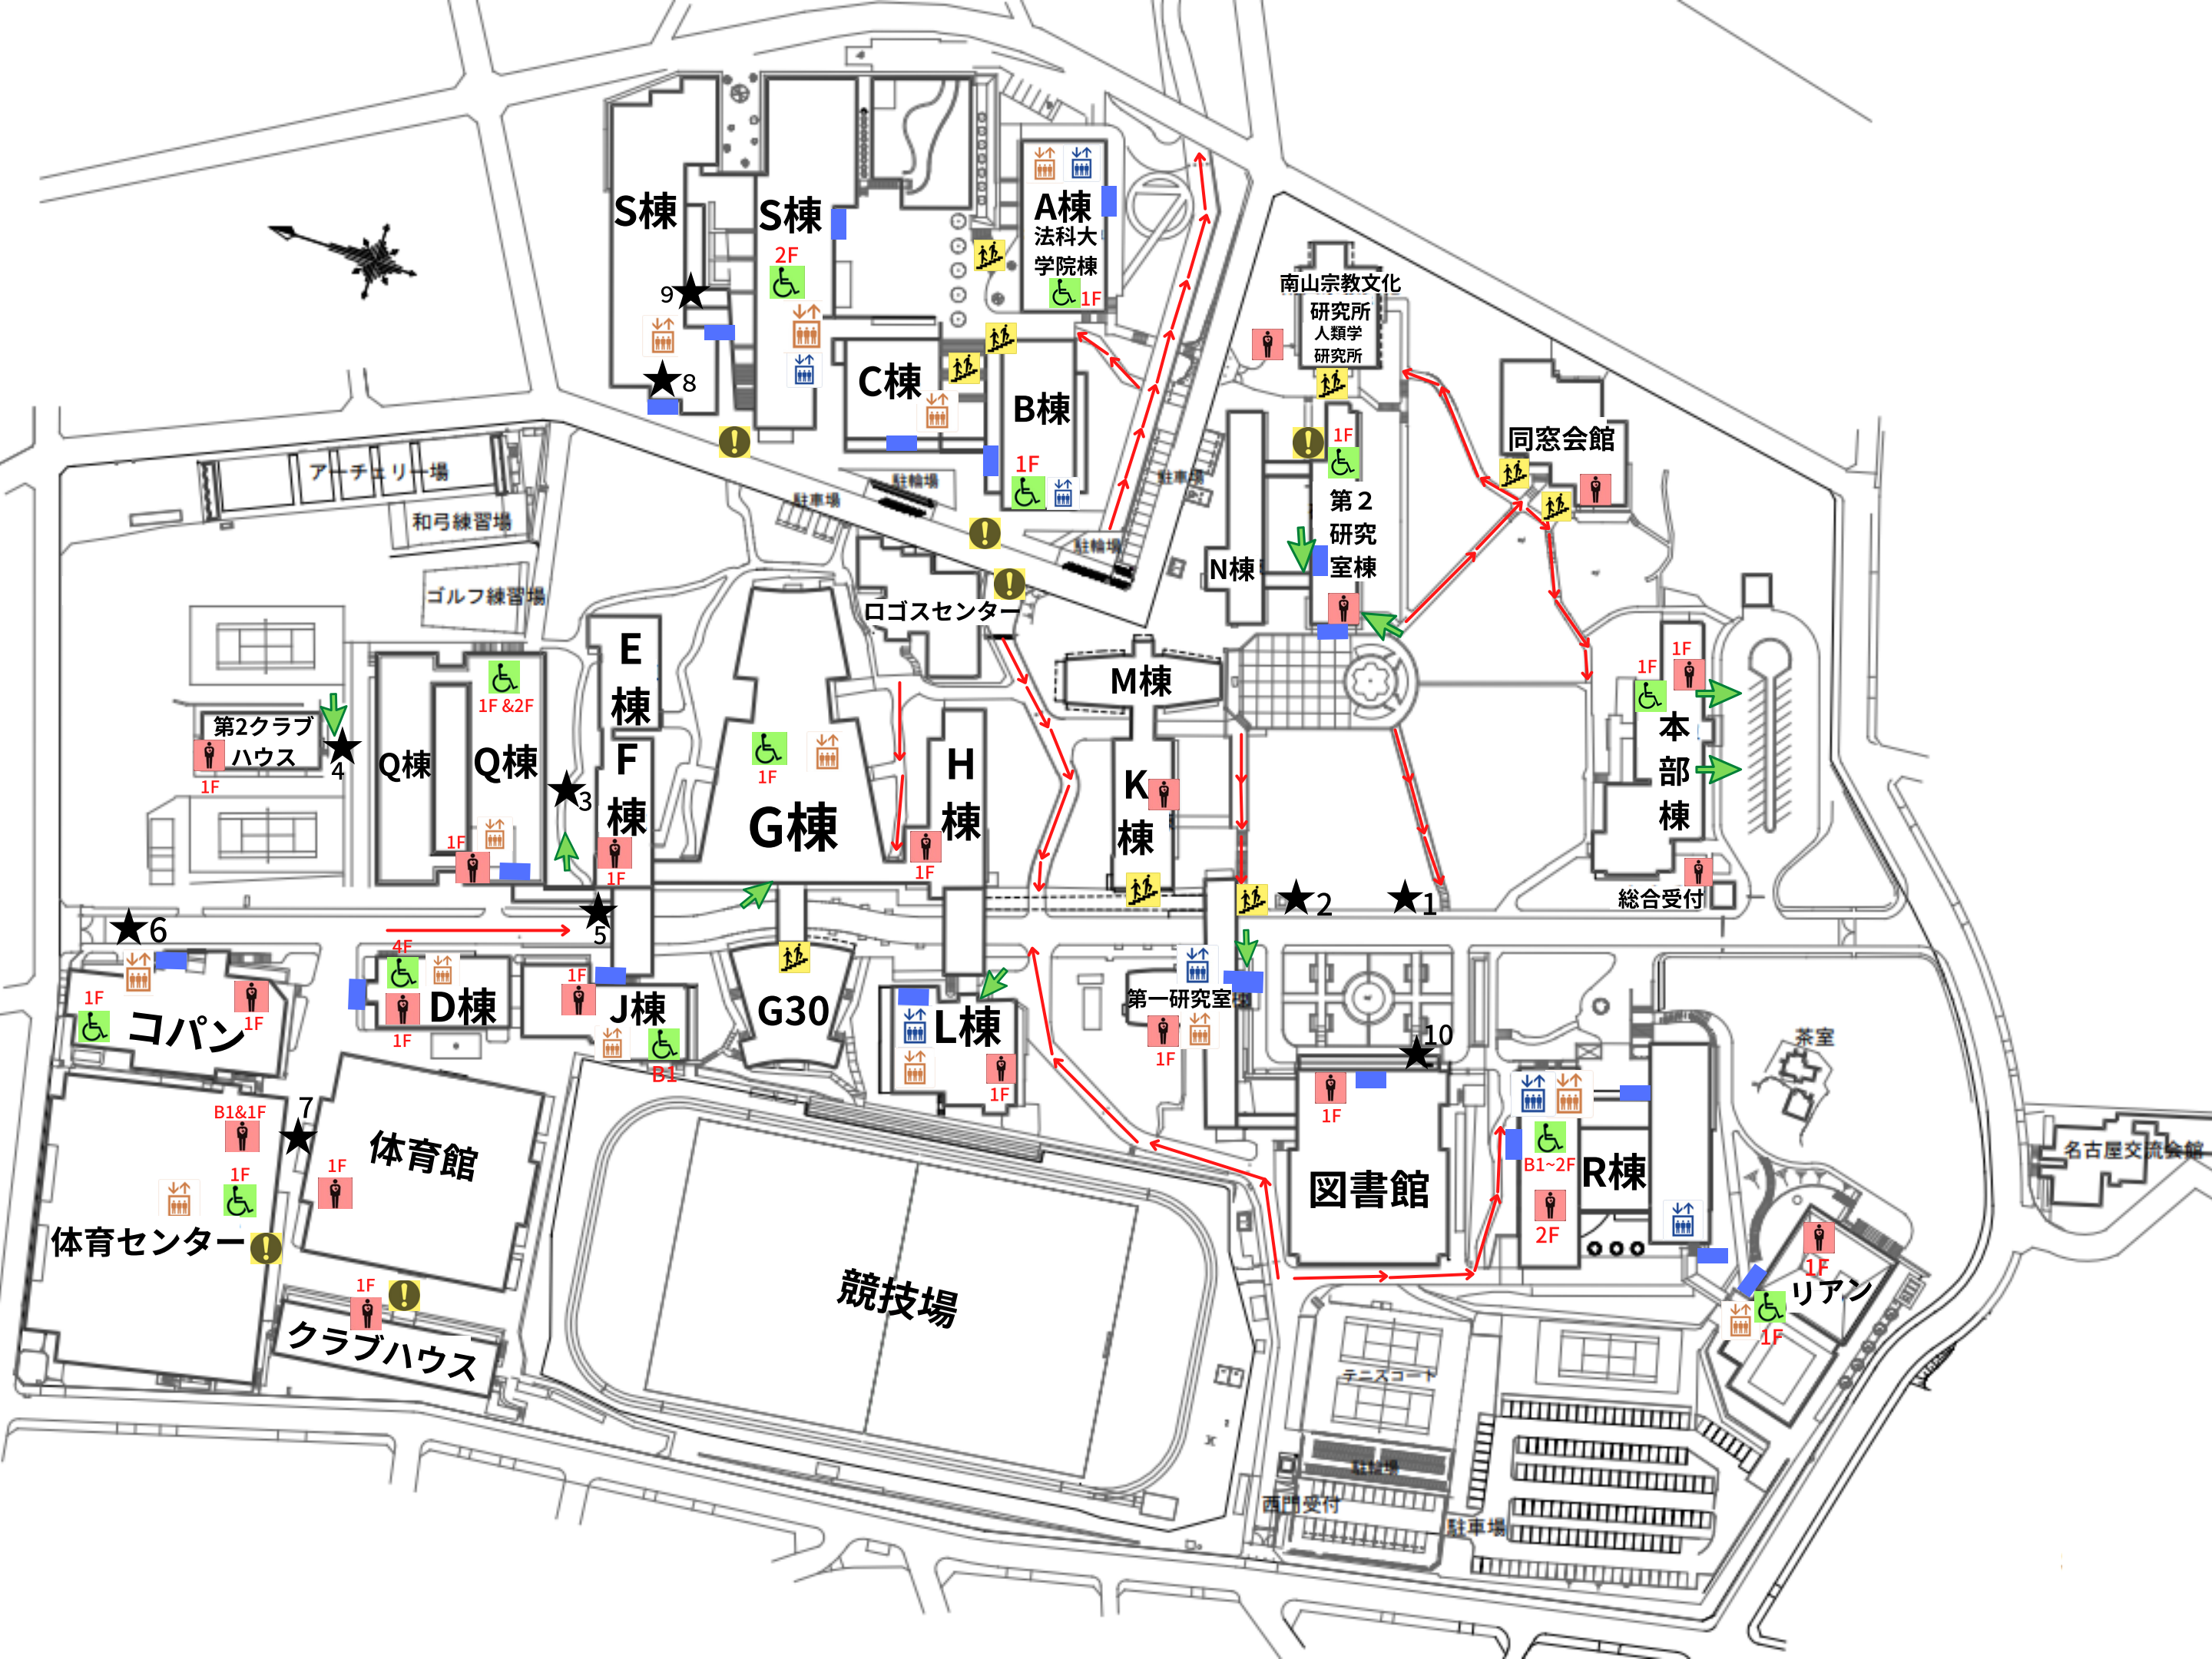 S棟
S棟
2F
A棟
法科大
学院棟
1F
9
8
C棟
B棟
1F
南山宗教文化
研究所
人類学
研究所
同窓会館
1F
第２
研究
室棟
N棟
アーチェリー場
和弓練習場
ゴルフ練習場
駐車場
駐輪場
駐輪場
駐車場
ロゴスセンター
E
棟
F
棟
1F
1F &2F
Q棟
Q棟
1F
第2クラブ
ハウス
1F
4
3
5
6
G棟
1F
H
棟
1F
M棟
K
棟
1F
1F
本
部
棟
総合受付
2
1
コパン
1F
1F
4F
D棟
1F
1F
J棟
B1
G30
L棟
1F
第一研究室
1F
10
図書館
1F
R棟
B1~2F
2F
茶室
名古屋交流会館
リアン
1F
1F
B1&1F
1F
体育センター
7
体育館
1F
1F
クラブハウス
競技場
テニスコート
駐輪場
西門受付
駐車場